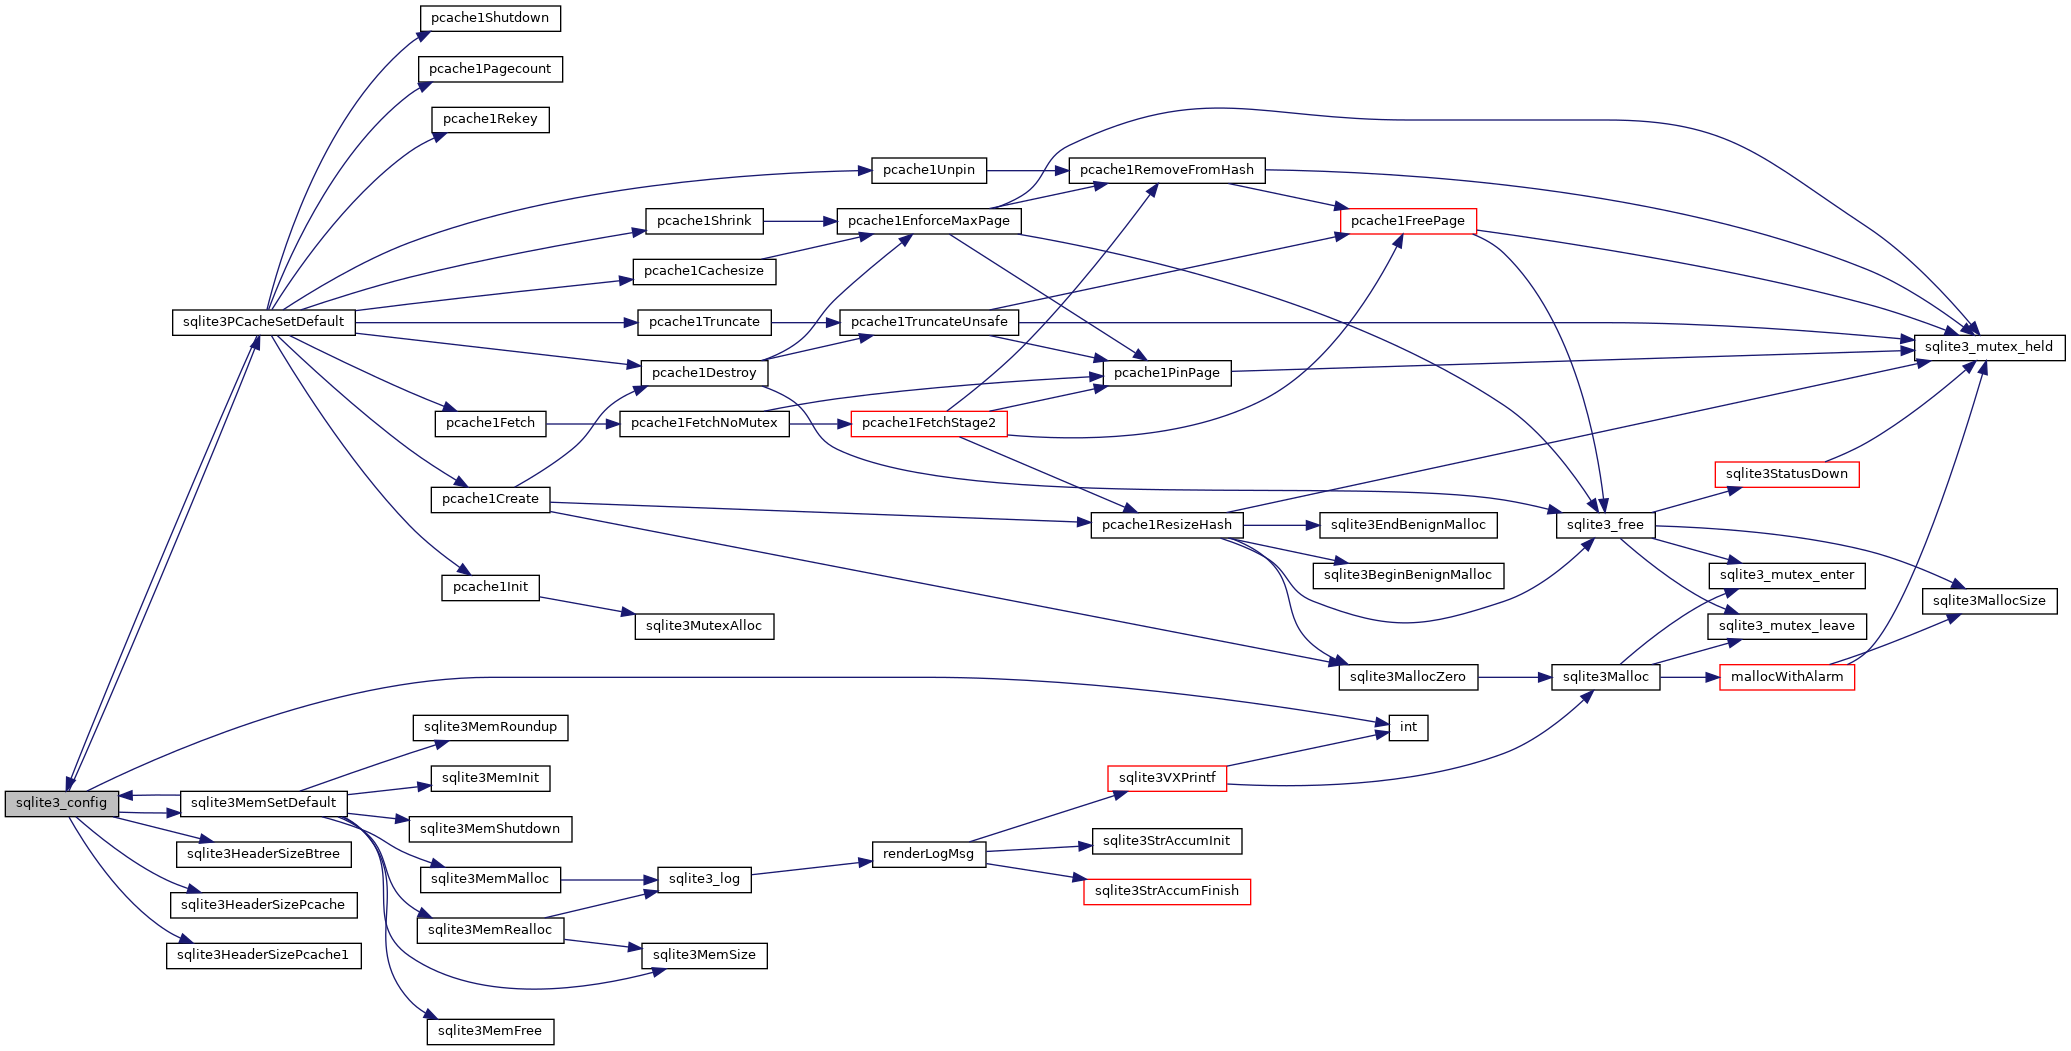 pcache1Shutdown
pcache1Pagecount
pcache1Rekey
pcache1Unpin
pcache1RemoveFromHash
pcache1Shrink
pcache1EnforceMaxPage
pcache1FreePage
pcache1Cachesize
sqlite3PCacheSetDefault
pcache1Truncate
pcache1TruncateUnsafe
sqlite3_mutex_held
pcache1Destroy
pcache1PinPage
pcache1Fetch
pcache1FetchNoMutex
pcache1FetchStage2
sqlite3StatusDown
pcache1Create
pcache1ResizeHash
sqlite3EndBenignMalloc
sqlite3_free
pcache1Init
sqlite3BeginBenignMalloc
sqlite3_mutex_enter
sqlite3MallocSize
sqlite3MutexAlloc
sqlite3_mutex_leave
sqlite3MallocZero
sqlite3Malloc
mallocWithAlarm
sqlite3MemRoundup
int
sqlite3MemInit
sqlite3VXPrintf
sqlite3_config
sqlite3MemSetDefault
sqlite3MemShutdown
sqlite3StrAccumInit
sqlite3HeaderSizeBtree
renderLogMsg
sqlite3MemMalloc
sqlite3_log
sqlite3StrAccumFinish
sqlite3HeaderSizePcache
sqlite3MemRealloc
sqlite3HeaderSizePcache1
sqlite3MemSize
sqlite3MemFree